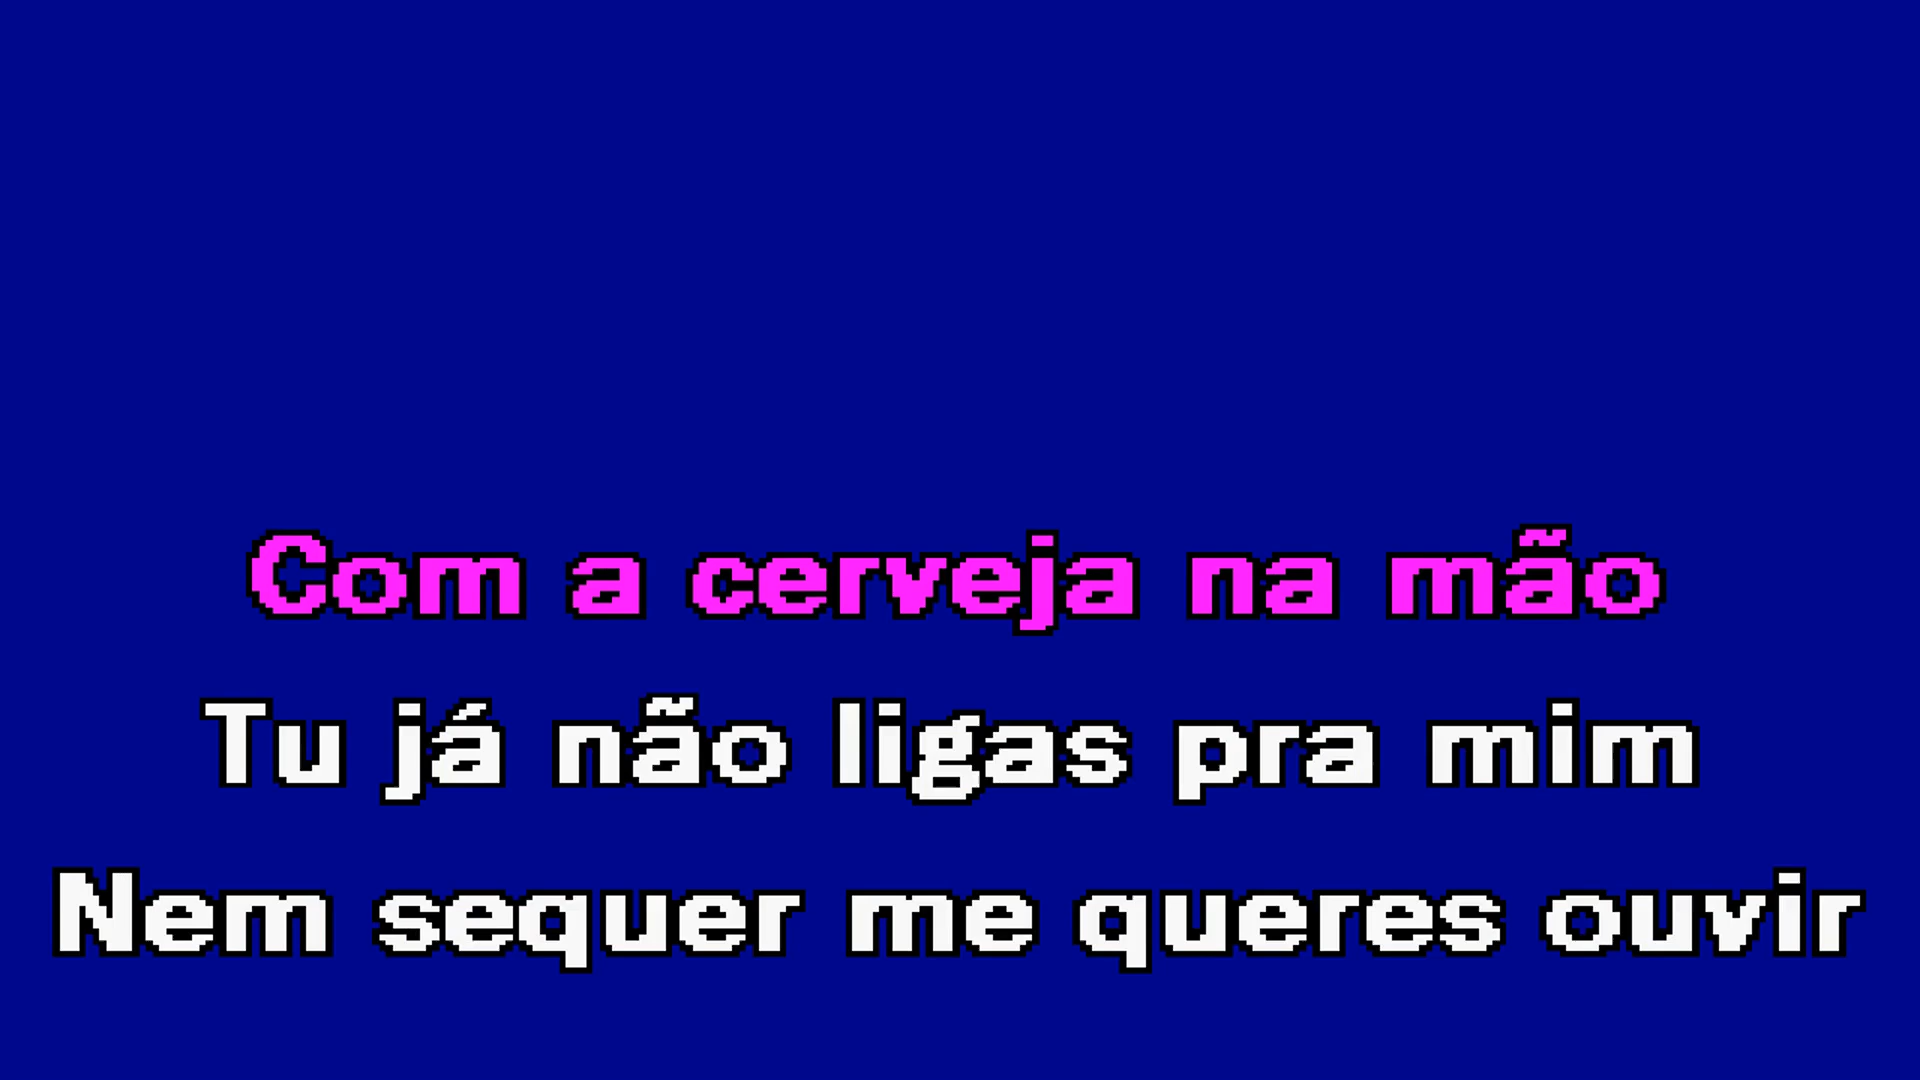 Com a cerveja na mão
Tu já não ligas pra mim
Nem sequer me queres ouvir